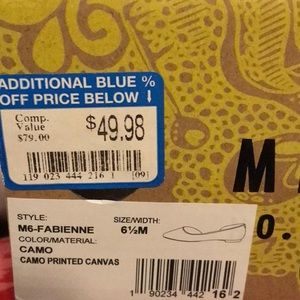 ADDITIONAL BLUE %
OFF PRICE BELOW
Comp.
Value
$79.00
$49.98
119 023 444 216 1 [09]
M
STYLE:
M6-FABIENNE
SIZE/WIDTH:
6½M
COLOR/MATERIAL:
CAMO
CAMO PRINTED CANVAS
o.
1 90234 442 16 2